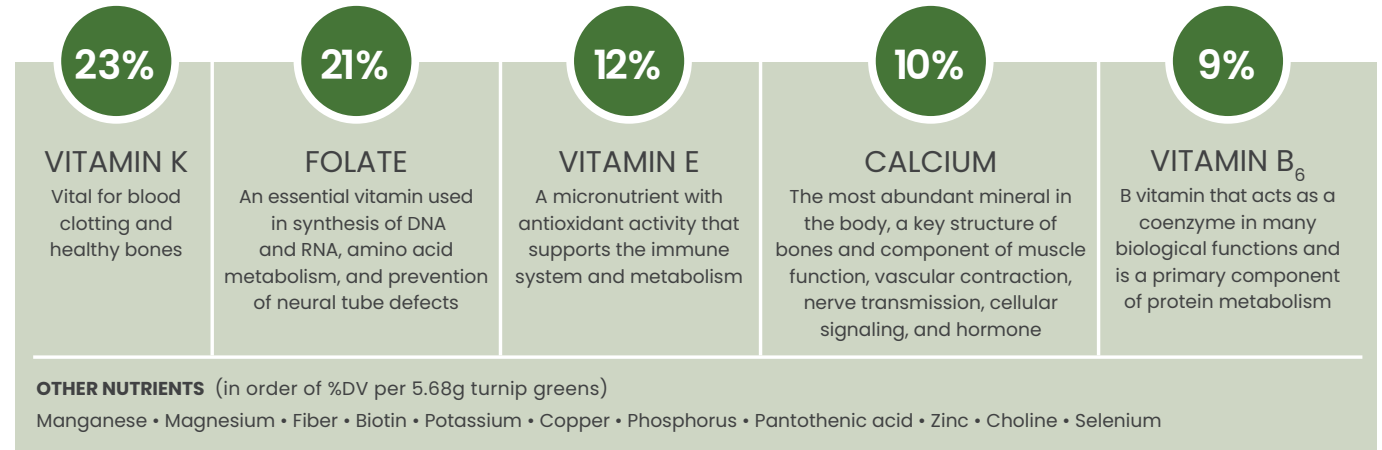 23%
VITAMIN K
Vital for blood
clotting and
healthy bones
21%
FOLATE
An essential vitamin used
in synthesis of DNA
and RNA, amino acid
metabolism, and prevention
of neural tube defects
12%
VITAMIN E
A micronutrient with
antioxidant activity that
supports the immune
system and metabolism
10%
CALCIUM
The most abundant mineral in
the body, a key structure of
bones and component of muscle
function, vascular contraction,
nerve transmission, cellular
signaling, and hormone
9%
VITAMIN B₆
B vitamin that acts as a
coenzyme in many
biological functions and
is a primary component
of protein metabolism
OTHER NUTRIENTS (in order of %DV per 5.68g turnip greens)
Manganese • Magnesium • Fiber • Biotin • Potassium • Copper • Phosphorus • Pantothenic acid • Zinc • Choline • Selenium